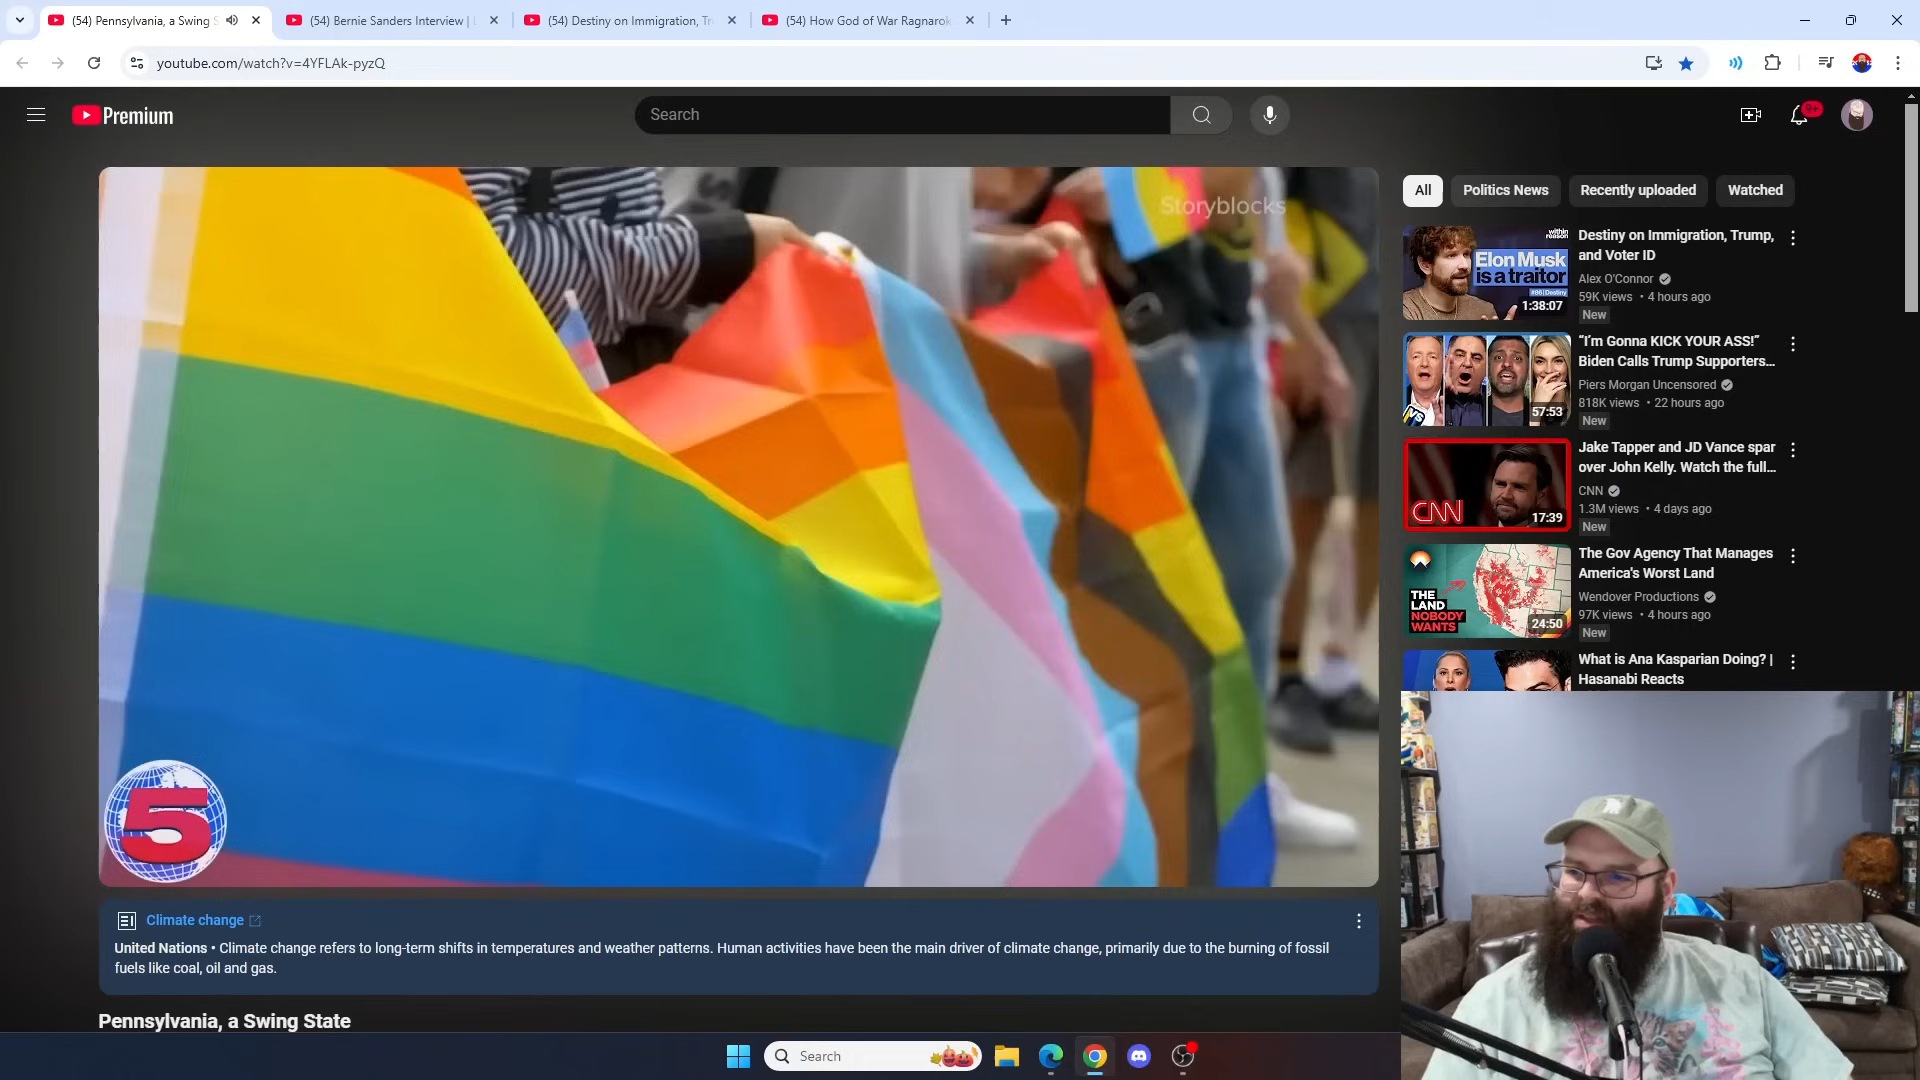 (54) Pennsylvania, a Swing S
(54) Bernie Sanders Interview |
(54) Destiny on Immigration, Tr
(54) How God of War Ragnarok
youtube.com/watch?v=4YFLAk-pyzQ
Premium
Search
9+
Storyblocks
5
All
Politics News
Recently uploaded
Watched
within reason
Elon Musk
is a traitor
1:38:07
Destiny on Immigration, Trump,
and Voter ID
Alex O'Connor
59K views • 4 hours ago
New
57:53
“I’m Gonna KICK YOUR ASS!”
Biden Calls Trump Supporters...
Piers Morgan Uncensored
818K views • 22 hours ago
New
CNN
17:39
Jake Tapper and JD Vance spar
over John Kelly. Watch the full...
CNN
1.3M views • 4 days ago
New
THE
LAND
NOBODY
WANTS
24:50
The Gov Agency That Manages
America's Worst Land
Wendover Productions
97K views • 4 hours ago
New
What is Ana Kasparian Doing? |
Hasanabi Reacts
Climate change
United Nations • Climate change refers to long-term shifts in temperatures and weather patterns. Human activities have been the main driver of climate change, primarily due to the burning of fossil
fuels like coal, oil and gas.
Pennsylvania, a Swing State
Search